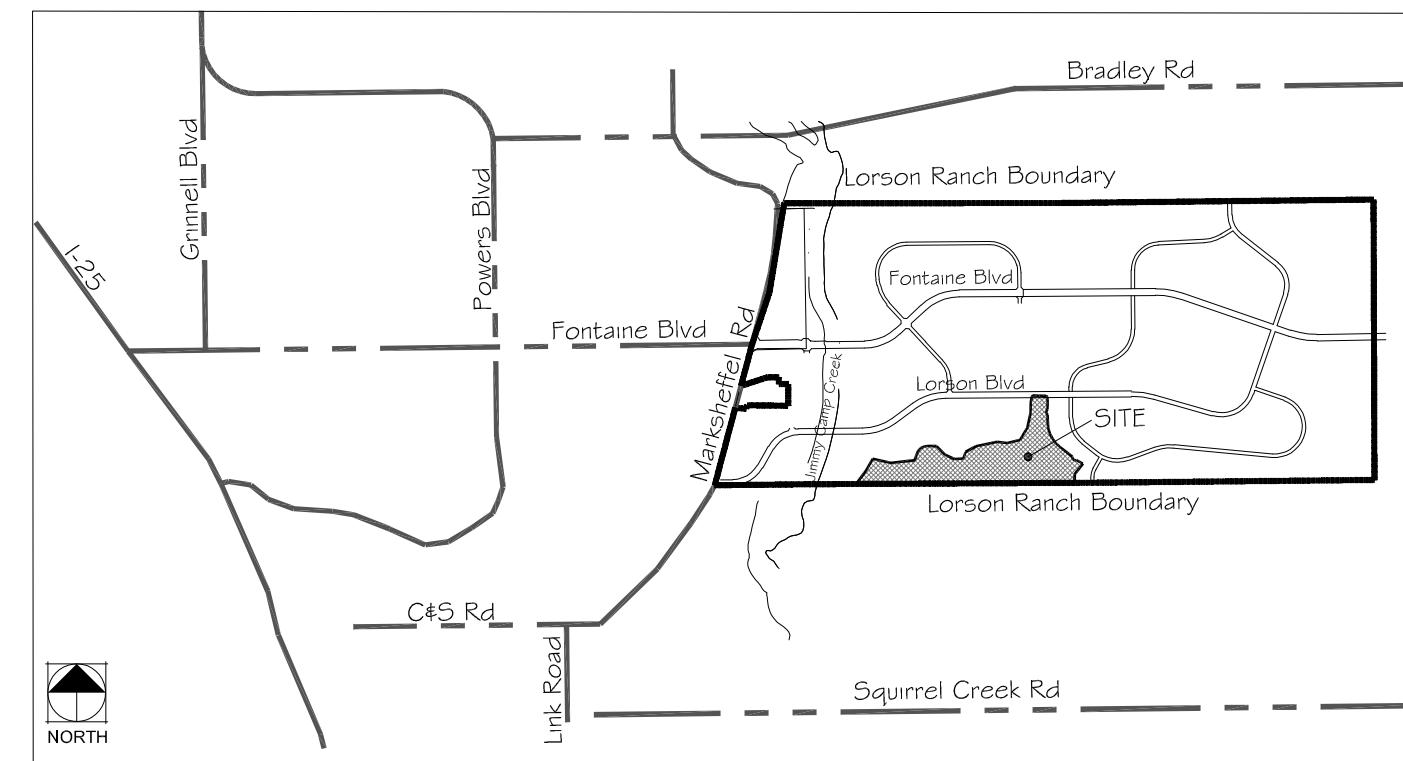 Bradley Rd
Grinnell Blvd
Powers Blvd
Lorson Ranch Boundary
I-25
Fontaine Blvd
Fontaine Blvd
Marksheffel Rd
Jimmy Camp Creek
Lorson Blvd
SITE
Lorson Ranch Boundary
C&S Rd
Link Road
Squirrel Creek Rd
NORTH